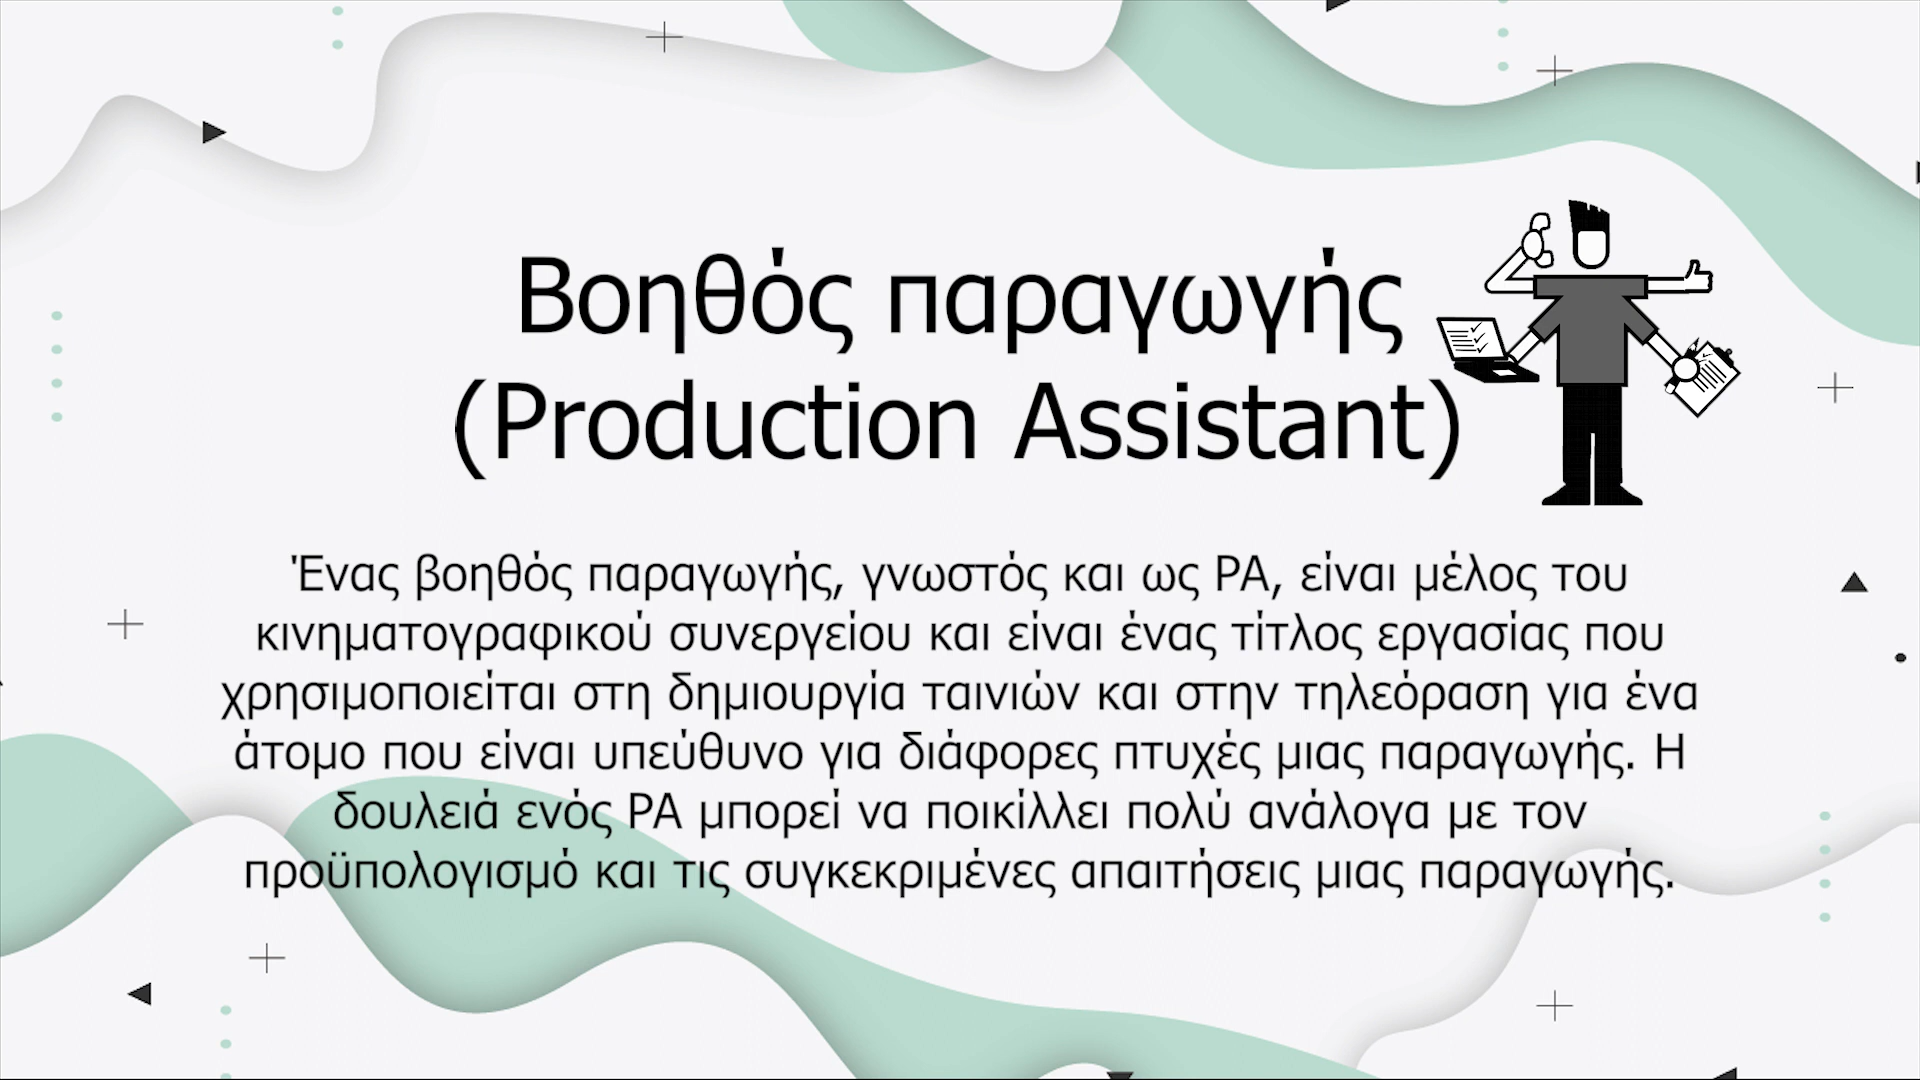 Βοηθός παραγωγής
(Production Assistant)
Ένας βοηθός παραγωγής, γνωστός και ως PA, είναι μέλος του
κινηματογραφικού συνεργείου και είναι ένας τίτλος εργασίας που
χρησιμοποιείται στη δημιουργία ταινιών και στην τηλεόραση για ένα
άτομο που είναι υπεύθυνο για διάφορες πτυχές μιας παραγωγής. Η
δουλειά ενός PA μπορεί να ποικίλλει πολύ ανάλογα με τον
προϋπολογισμό και τις συγκεκριμένες απαιτήσεις μιας παραγωγής.